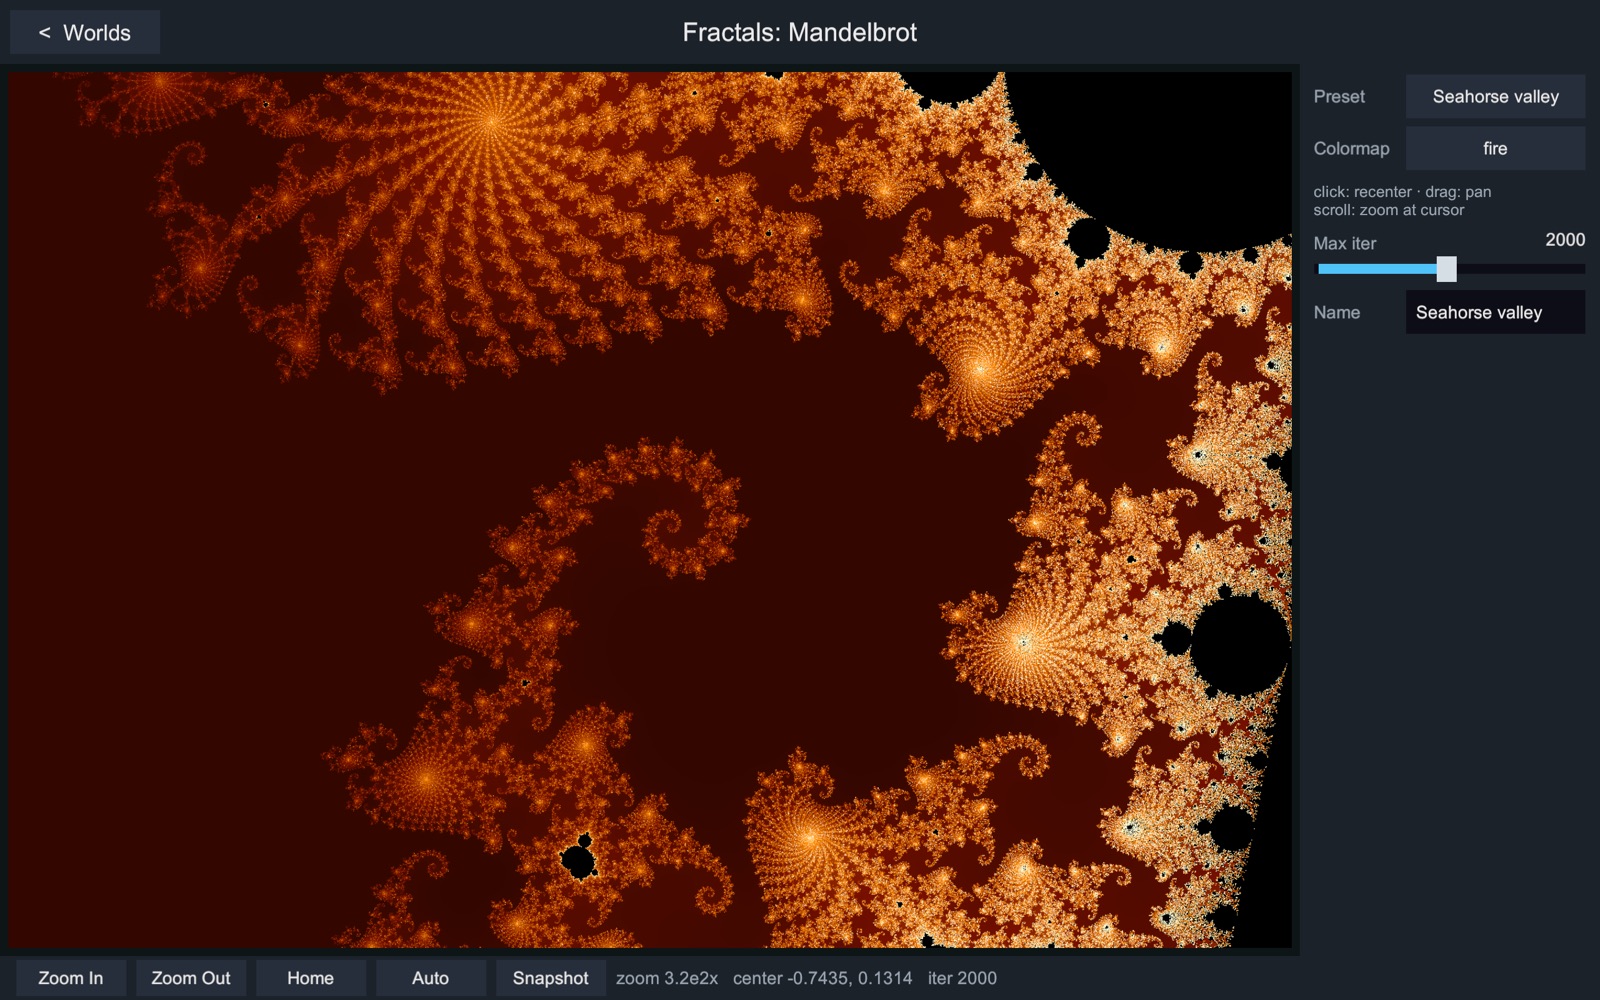 < Worlds
Fractals: Mandelbrot
Preset
Seahorse valley
Colormap
fire
click: recenter · drag: pan
scroll: zoom at cursor
Max iter
2000
Name
Seahorse valley
Zoom In
Zoom Out
Home
Auto
Snapshot
zoom 3.2e2x center -0.7435, 0.1314 iter 2000